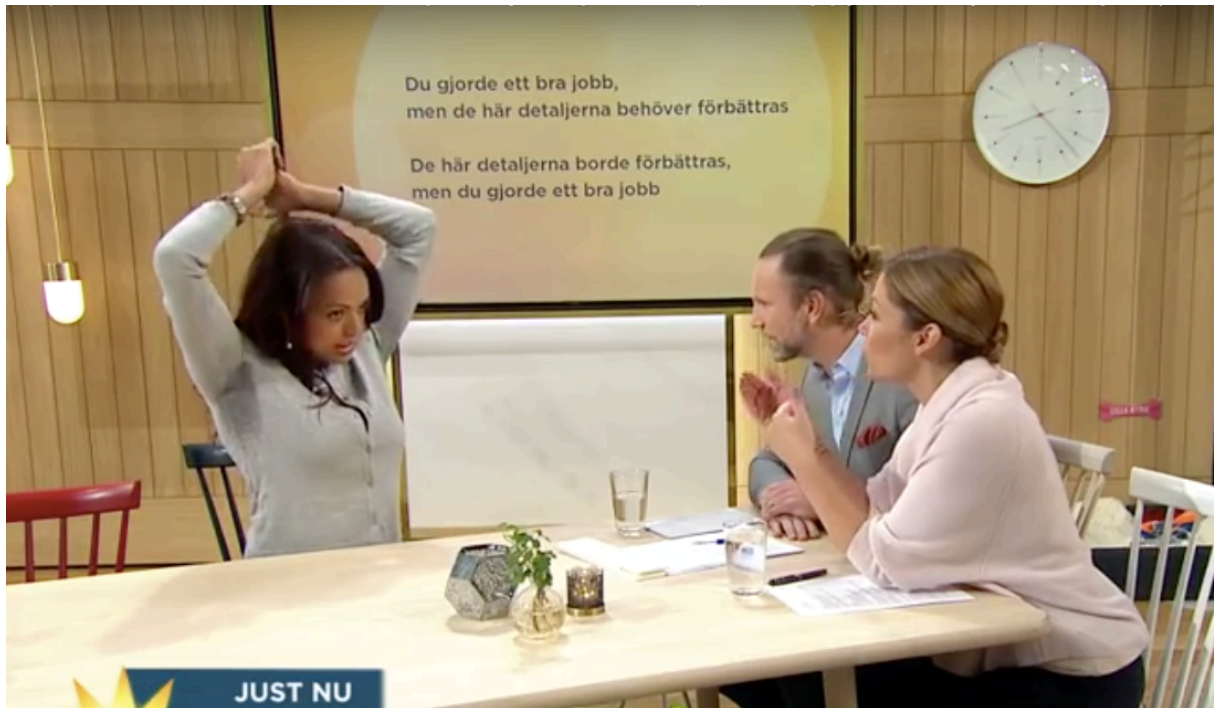 Du gjorde ett bra jobb,
men de här detaljerna behöver förbättras
De här detaljerna borde förbättras,
men du gjorde ett bra jobb
JUST NU